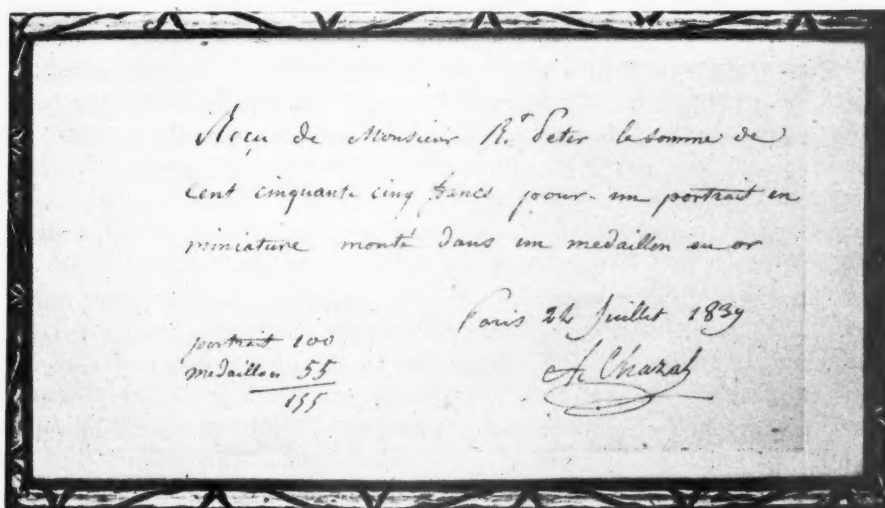 Reçu de Monsieur R.^r Peter la somme de
cent cinquante cinq francs pour un portrait en
miniature monté dans un medaillon en or
Paris 24 Juillet 1839
portrait 100
medaillon 55
155
A. Chazal